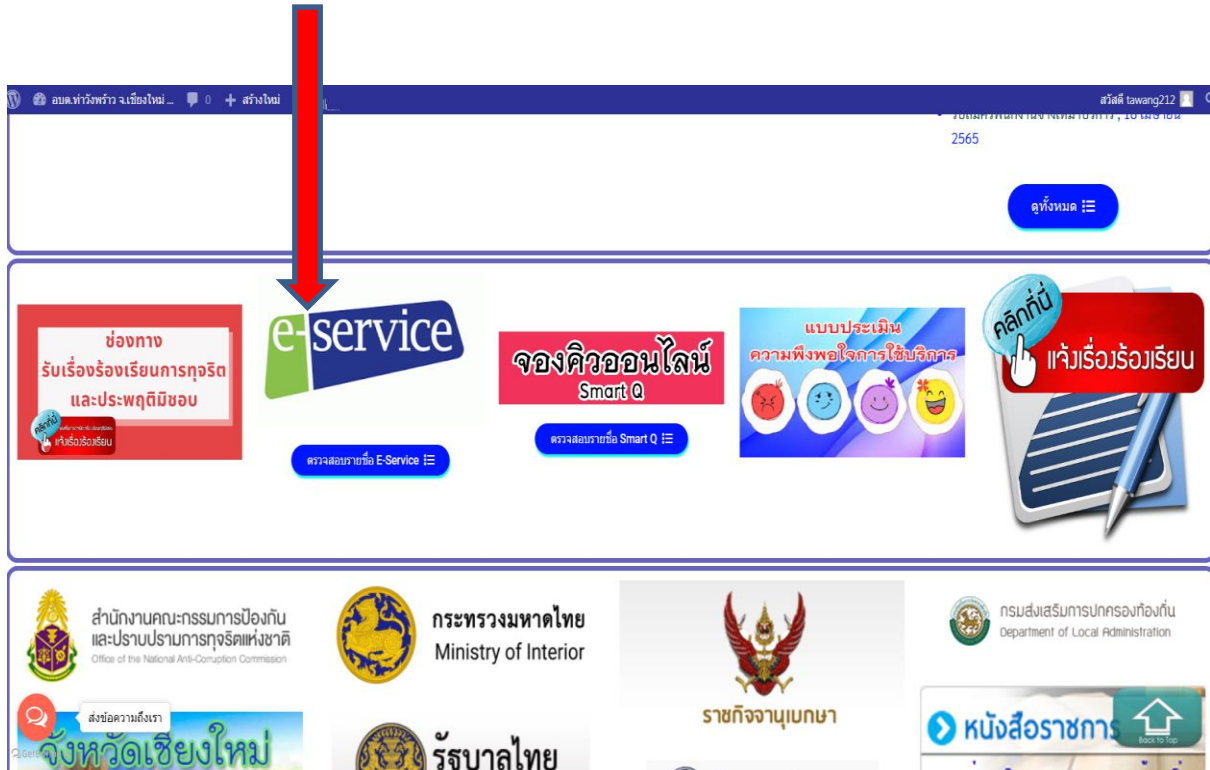 อบต.ท่าวังพร้าว จ.เชียงใหม่ ...
0
+ สร้างใหม่
สวัสดี tawang212
2565
ดูทั้งหมด
ช่องทาง
รับเรื่องร้องเรียนการทุจริต
และประพฤติมิชอบ
คลิกที่นี่
แจ้งเรื่องร้องเรียน
e-service
ตรวจสอบรายชื่อ E-Service
จองคิวออนไลน์
Smart Q
ตรวจสอบรายชื่อ Smart Q
แบบประเมิน
ความพึงพอใจการใช้บริการ
คลิกที่นี่
แจ้งเรื่องร้องเรียน
สำนักงานคณะกรรมการป้องกัน
และปราบปรามการทุจริตแห่งชาติ
Office of the National Anti-Corruption Commission
กระทรวงมหาดไทย
Ministry of Interior
ราชกิจจานุเบกษา
กรมส่งเสริมการปกครองท้องถิ่น
Department of Local Administration
ส่งข้อความถึงเรา
จังหวัดเชียงใหม่
รัฐบาลไทย
หนังสือราชการ
Back to Top